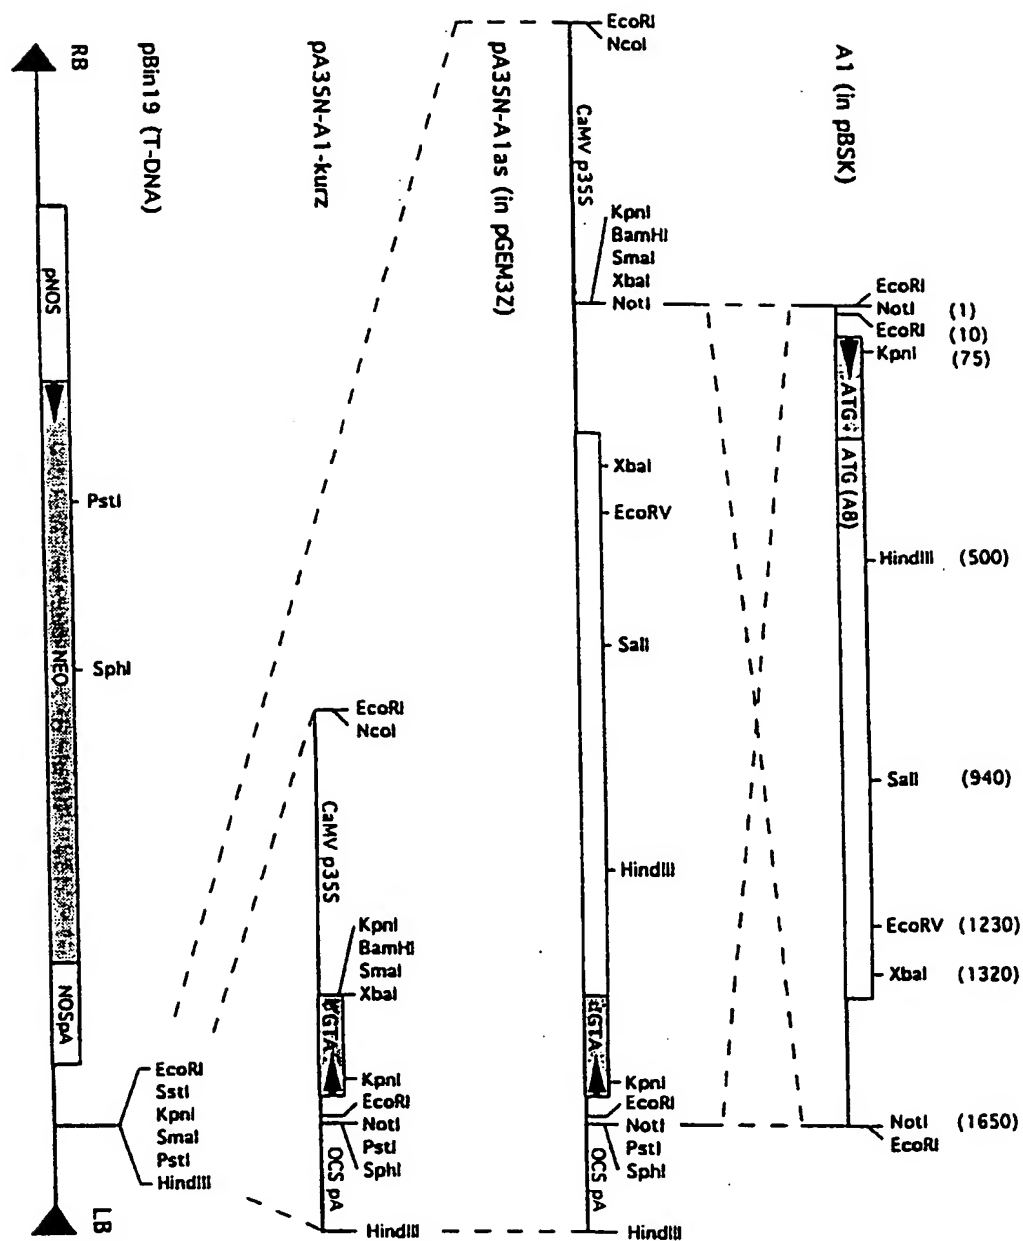 A1 (in pBSK)
EcoRI
NotI (1)
EcoRI (10)
KpnI (75)
ATG
ATG (A8)
HindIII (500)
SalI (940)
EcoRV (1230)
XbaI (1320)
NotI (1650)
EcoRI
pA35N-A1as (in pGEM3Z)
EcoRI
NcoI
CaMV p35S
KpnI
BamHI
SmaI
XbaI
NotI
XbaI
EcoRV
SalI
HindIII
GTA
KpnI
EcoRI
NotI
PstI
SphI
OCS pA
HindIII
pA35N-A1-kurz
EcoRI
NcoI
CaMV p35S
KpnI
BamHI
SmaI
XbaI
GTA
KpnI
EcoRI
NotI
PstI
SphI
OCS pA
HindIII
pBin19 (T-DNA)
RB
pNOS
PstI
NEO
SphI
NOSpA
EcoRI
SstI
KpnI
SmaI
PstI
HindIII
LB